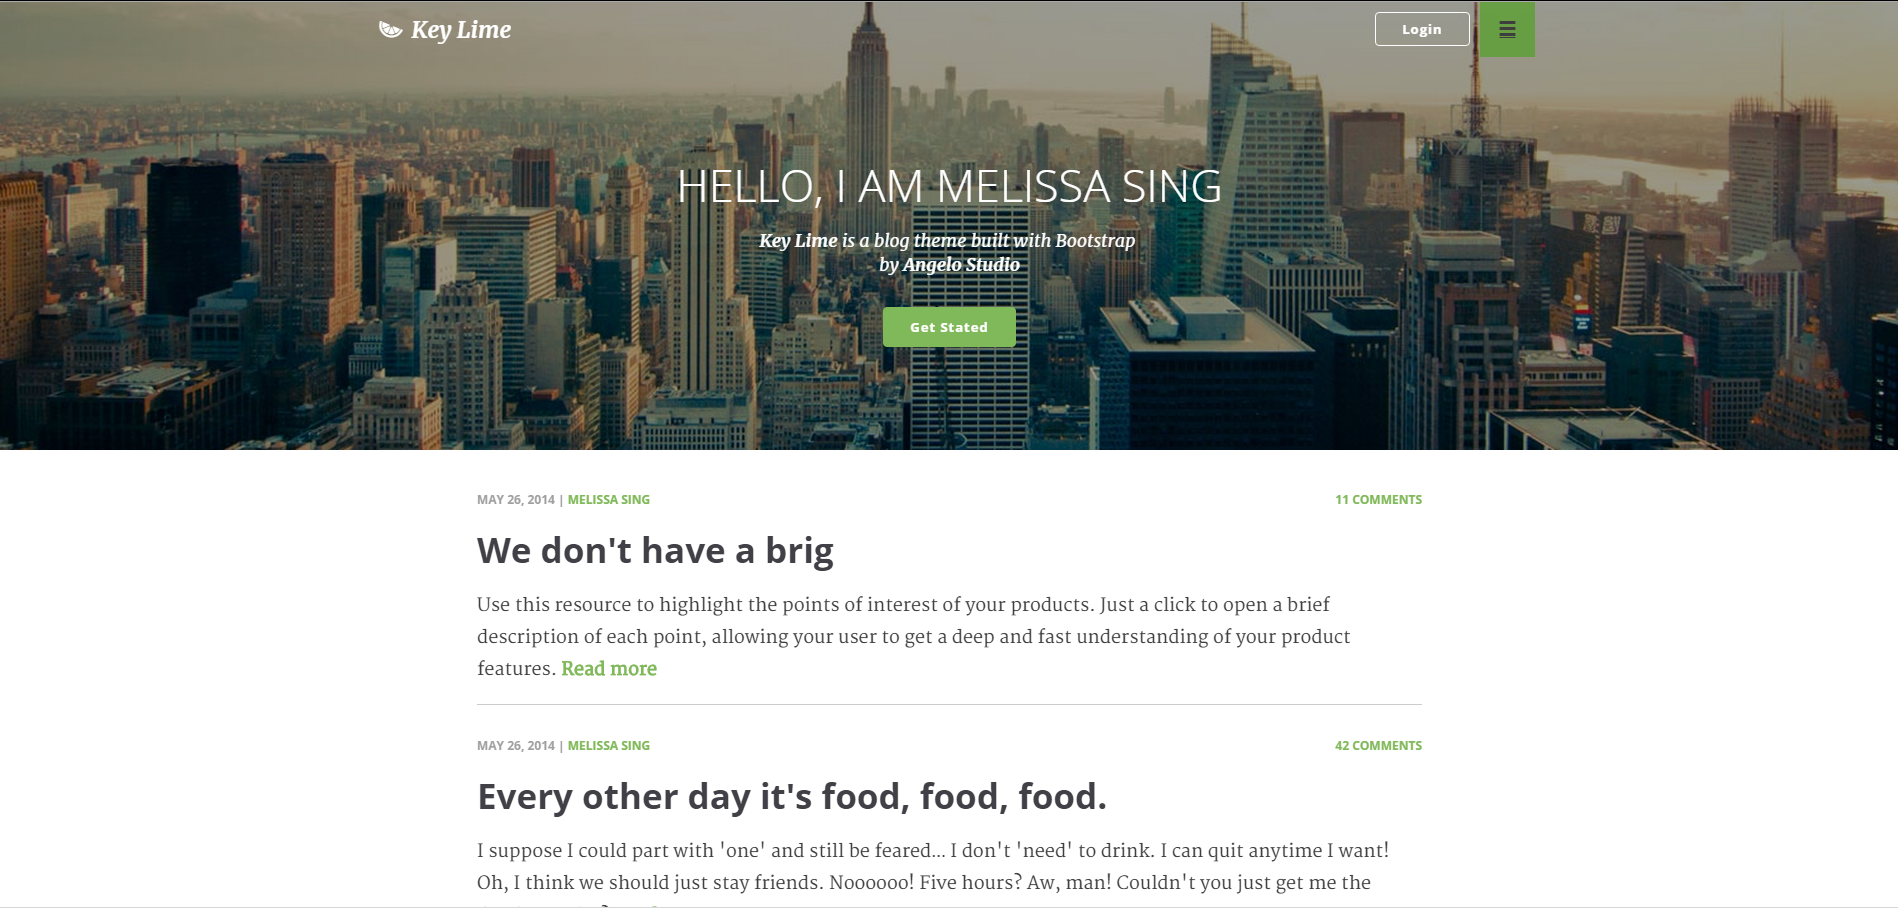 Key Lime
Login
HELLO, I AM MELISSA SING
Key Lime is a blog theme built with Bootstrap
by Angelo Studio
Get Stated
MAY 26, 2014 | MELISSA SING
11 COMMENTS
We don't have a brig
Use this resource to highlight the points of interest of your products. Just a click to open a brief
description of each point, allowing your user to get a deep and fast understanding of your product
features. Read more
MAY 26, 2014 | MELISSA SING
42 COMMENTS
Every other day it's food, food, food.
I suppose I could part with 'one' and still be feared... I don't 'need' to drink. I can quit anytime I want!
Oh, I think we should just stay friends. Noooooo! Five hours? Aw, man! Couldn't you just get me the